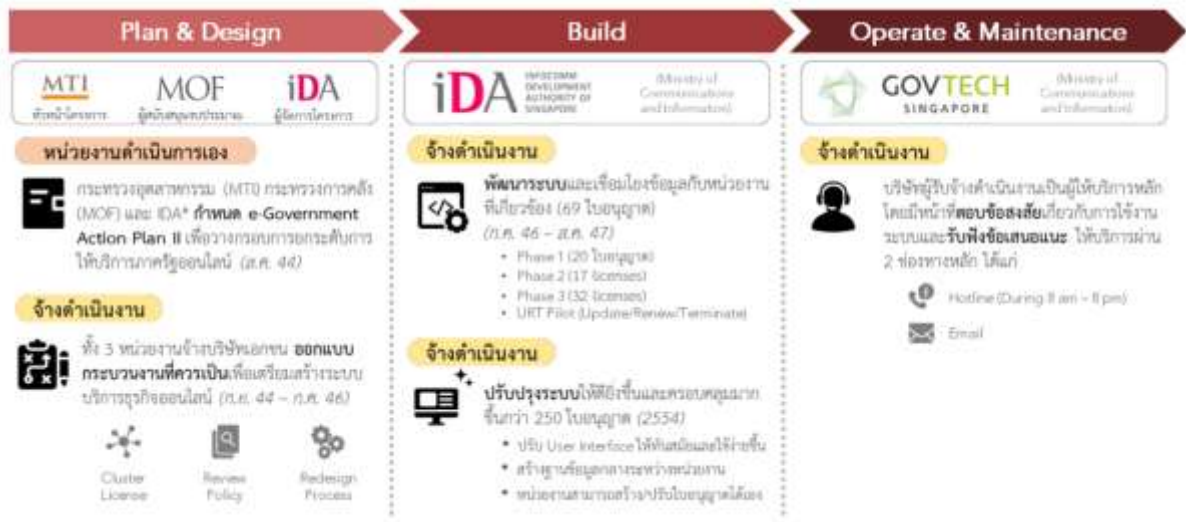 Plan & Design
MTI
หัวหน้าโครงการ
MOF
ผู้สนับสนุนงบประมาณ
iDA
ผู้จัดการโครงการ
หน่วยงานดำเนินการเอง
กระทรวงอุตสาหกรรม (MTI) กระทรวงการคลัง
(MOF) และ IDA* กำหนด e-Government
Action Plan II เพื่อวางกรอบการยกระดับการ
ให้บริการภาครัฐออนไลน์ (ส.ค. 44)
จ้างดำเนินงาน
ทั้ง 3 หน่วยงานจ้างบริษัทเอกชน ออกแบบ
กระบวนงานที่ควรเป็นเพื่อเตรียมสร้างระบบ
บริการธุรกิจออนไลน์ (ก.ย. 44 – ก.ค. 46)
Cluster
License
Review
Policy
Redesign
Process
Build
iDA
INFOCOMM
DEVELOPMENT
AUTHORITY OF
SINGAPORE
(Ministry of
Communications
and Information)
จ้างดำเนินงาน
พัฒนาระบบและเชื่อมโยงข้อมูลกับหน่วยงาน
ที่เกี่ยวข้อง (69 ใบอนุญาต)
(ก.ค. 46 – ส.ค. 47)
• Phase 1 (20 ใบอนุญาต)
• Phase 2 (17 licenses)
• Phase 3 (32 licenses)
• URT Pilot (Update/Renew/Terminate)
จ้างดำเนินงาน
ปรับปรุงระบบให้ดียิ่งขึ้นและครอบคลุมมาก
ขึ้นกว่า 250 ใบอนุญาต (2554)
• ปรับ User Interface ให้ทันสมัยและใช้ง่ายขึ้น
• สร้างฐานข้อมูลกลางระหว่างหน่วยงาน
• หน่วยงานสามารถสร้าง/ปรับใบอนุญาตได้เอง
Operate & Maintenance
GOVTECH
SINGAPORE
(Ministry of
Communications
and Information)
จ้างดำเนินงาน
บริษัทผู้รับจ้างดำเนินงานเป็นผู้ให้บริการหลัก
โดยมีหน้าที่ตอบข้อสงสัยเกี่ยวกับการใช้งาน
ระบบและรับฟังข้อเสนอแนะ ให้บริการผ่าน
2 ช่องทางหลัก ได้แก่
Hotline (During 8 am – 8 pm)
Email